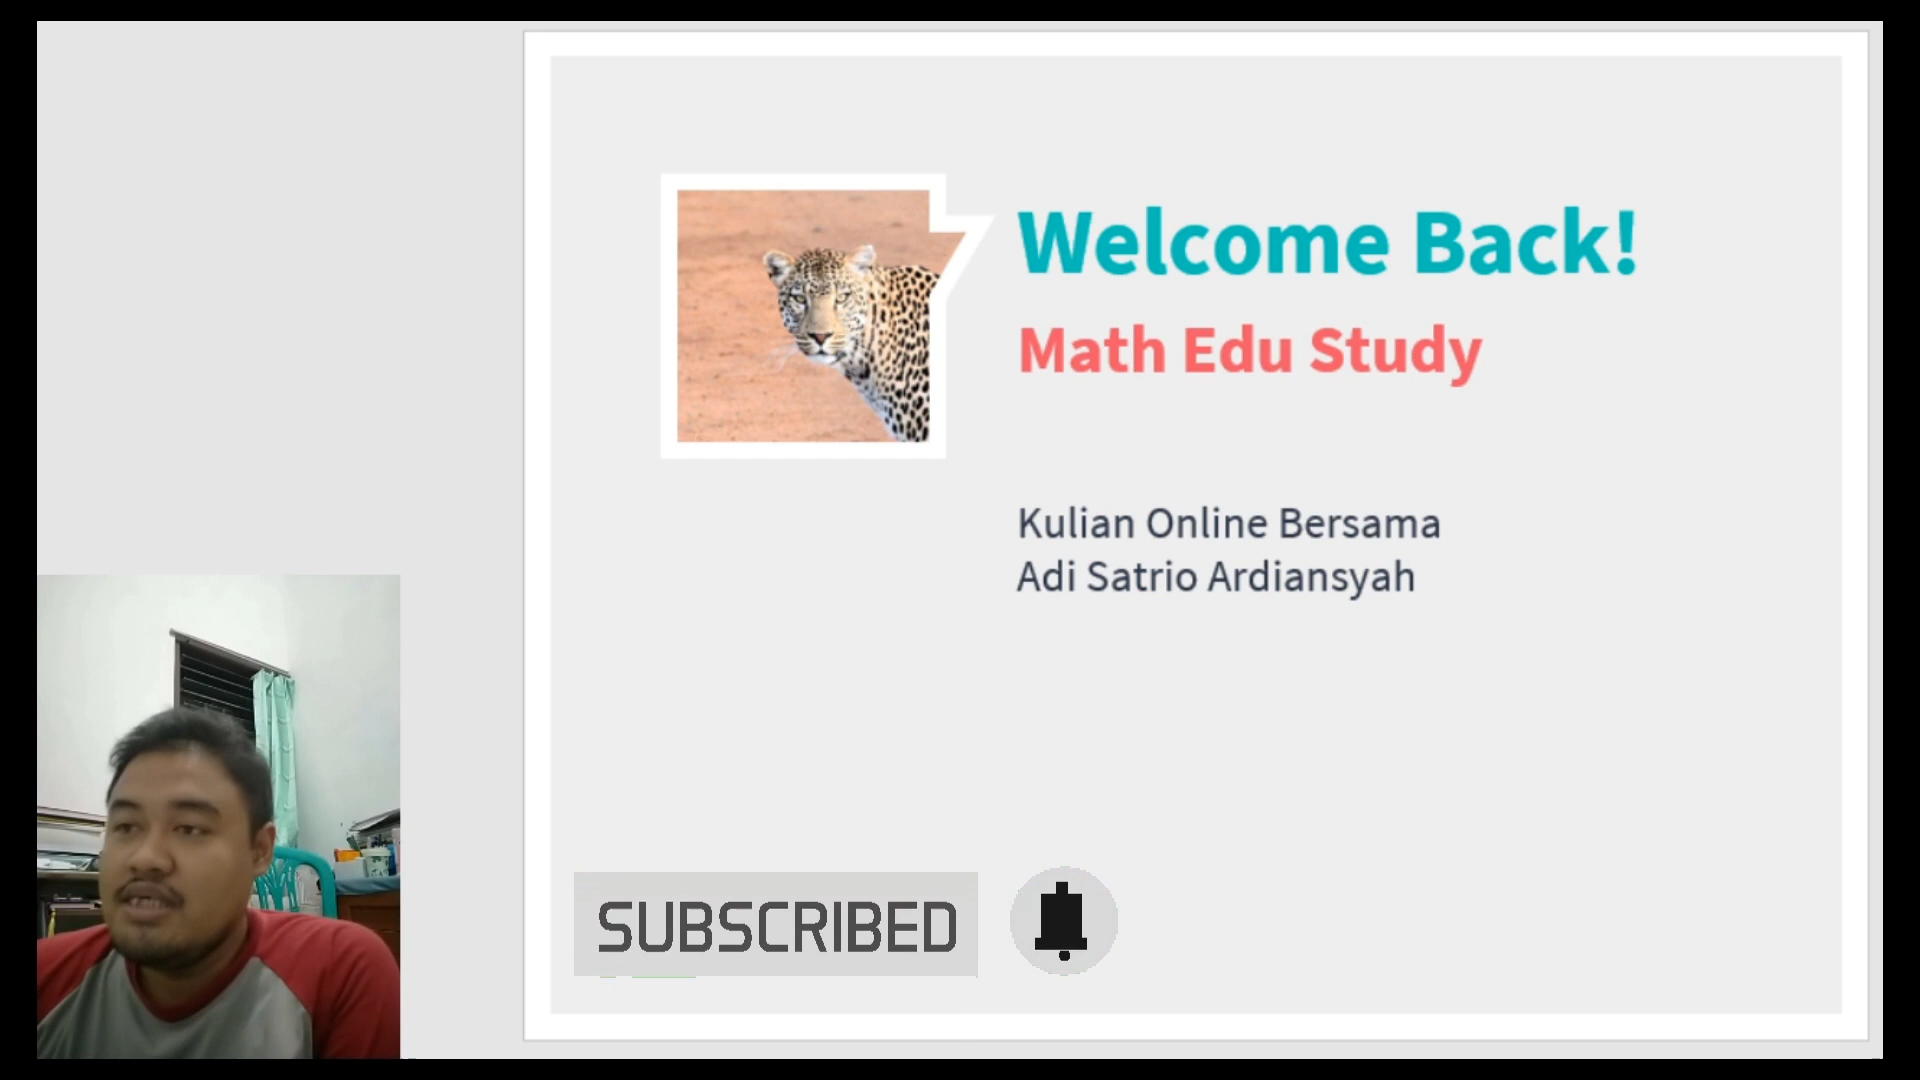 Welcome Back!
Math Edu Study
Kulian Online Bersama
Adi Satrio Ardiansyah
SUBSCRIBED